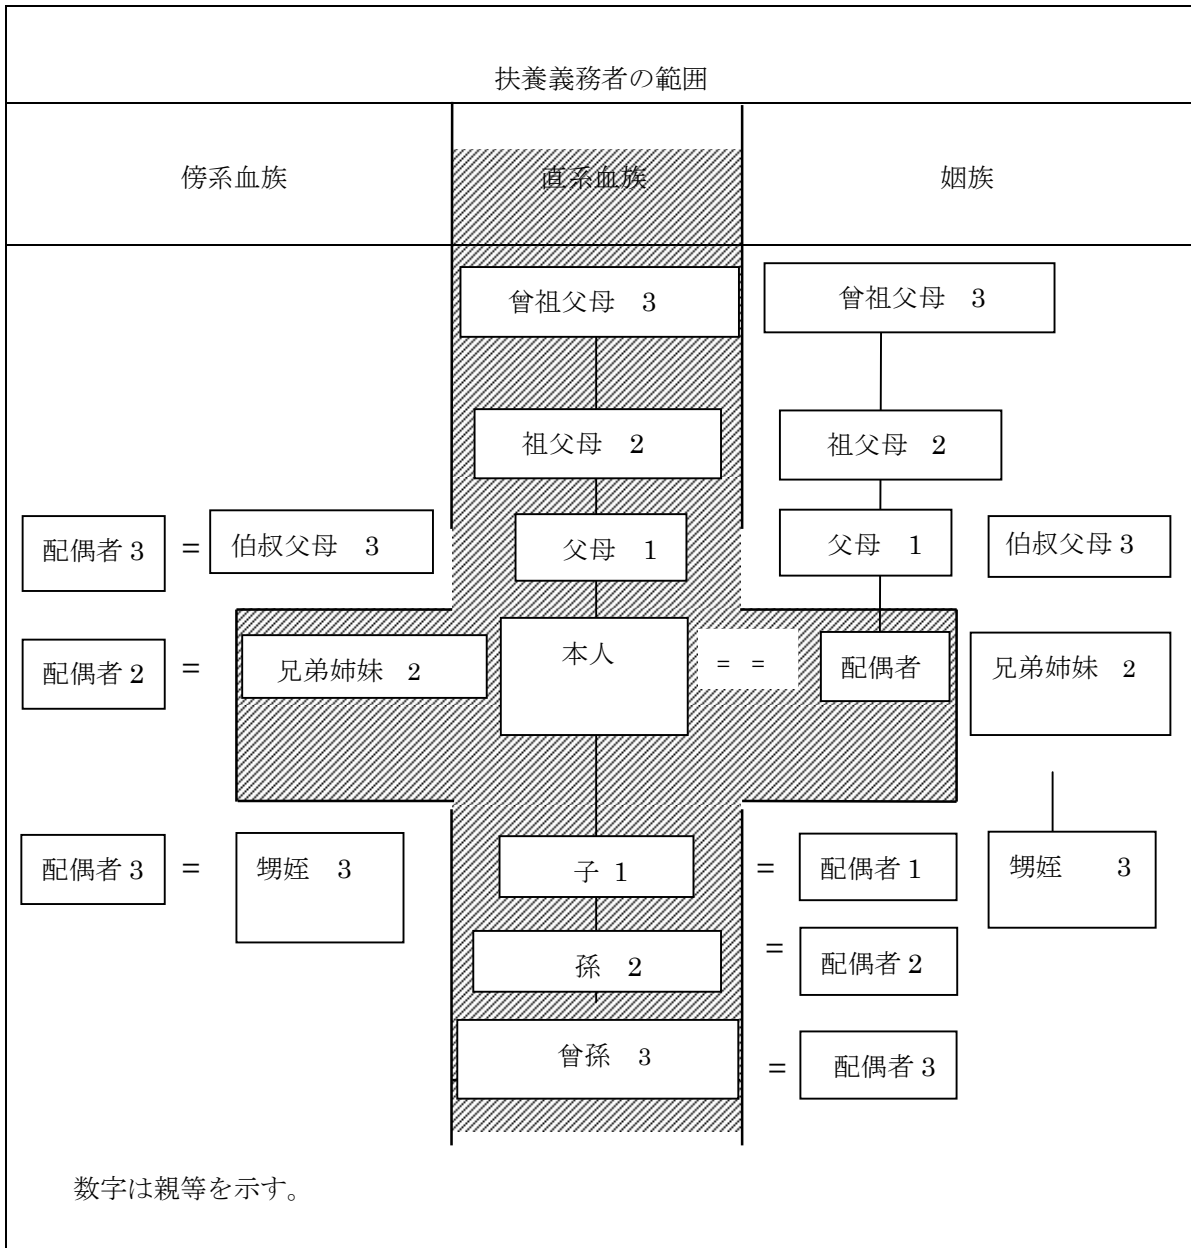 扶養義務者の範囲
傍系血族 直系血族 姻族
曾祖父母 3 曾祖父母 3
祖父母 2 祖父母 2
配偶者 3 = 伯叔父母 3 父母 1 父母 1 伯叔父母 3
配偶者 2 = 兄弟姉妹 2 本人 = = 配偶者 兄弟姉妹 2
配偶者 3 = 甥姪 3 子 1 = 配偶者 1 甥姪 3
孫 2 = 配偶者 2
曾孫 3 = 配偶者 3
数字は親等を示す。